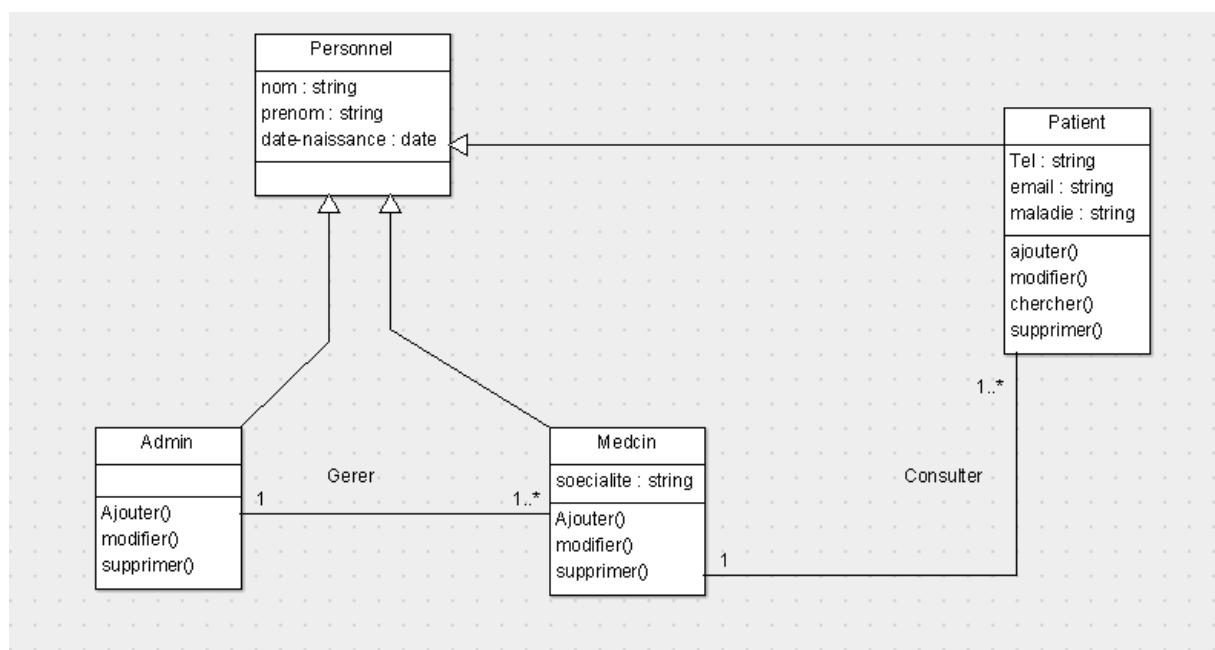 Personnel
nom : string
prenom : string
date-naissance : date
Patient
Tel : string
email : string
maladie : string
ajouter()
modifier()
chercher()
supprimer()
1..*
Admin
Ajouter()
modifier()
supprimer()
Gerer
1
1..*
Medcin
soecialite : string
Ajouter()
modifier()
supprimer()
Consulter
1